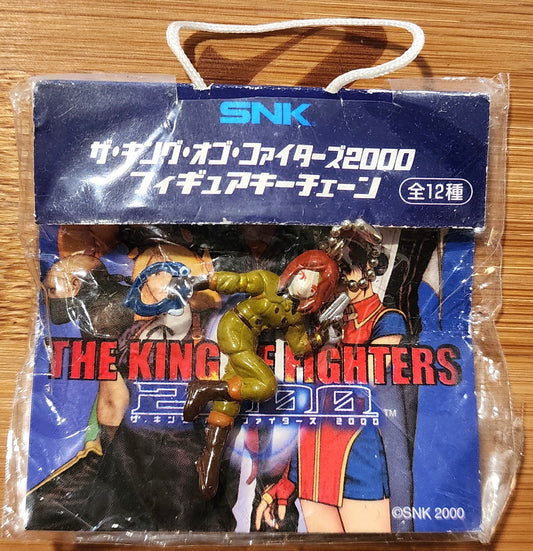 SNK
ザ・キング・オブ・ファイターズ2000
フィギュアキーチェーン
全12種
THE KING OF FIGHTERS
2000 TM
ザ・キング ファイターズ 2000
©SNK 2000